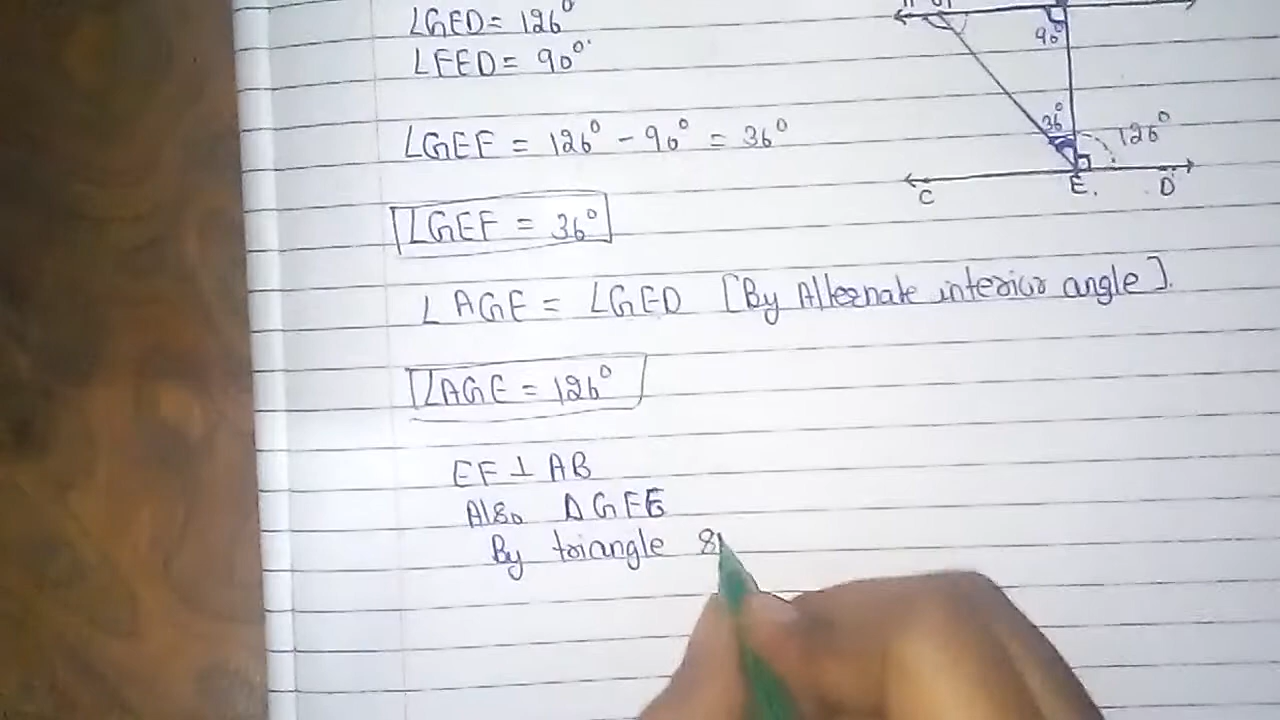 ∠GED = 126°
∠FED = 90°
90°
∠GEF = 126° - 90° = 36°
36°
126°
C
E.
D
∠GEF = 36°
∠AGE = ∠GED [By Alternate interior angle].
∠AGE = 126°
EF ⊥ AB
Also ΔGFE
By triangle